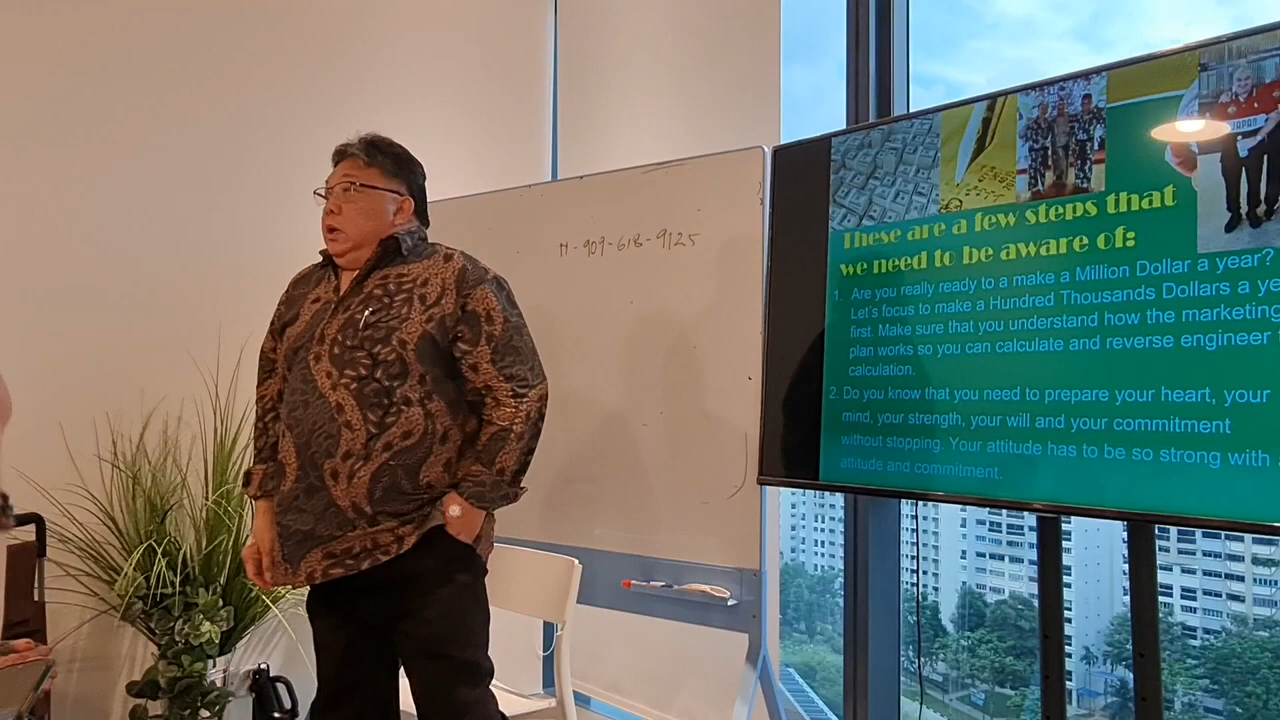 H-909-618-9125
JAPAO
These are a few steps that
we need to be aware of:
1. Are you really ready to a make a Million Dollar a year?
Let's focus to make a Hundred Thousands Dollars a ye
first. Make sure that you understand how the marketing
plan works so you can calculate and reverse engineer
calculation.
2. Do you know that you need to prepare your heart, your
mind, your strength, your will and your commitment
without stopping. Your attitude has to be so strong with
attitude and commitment.